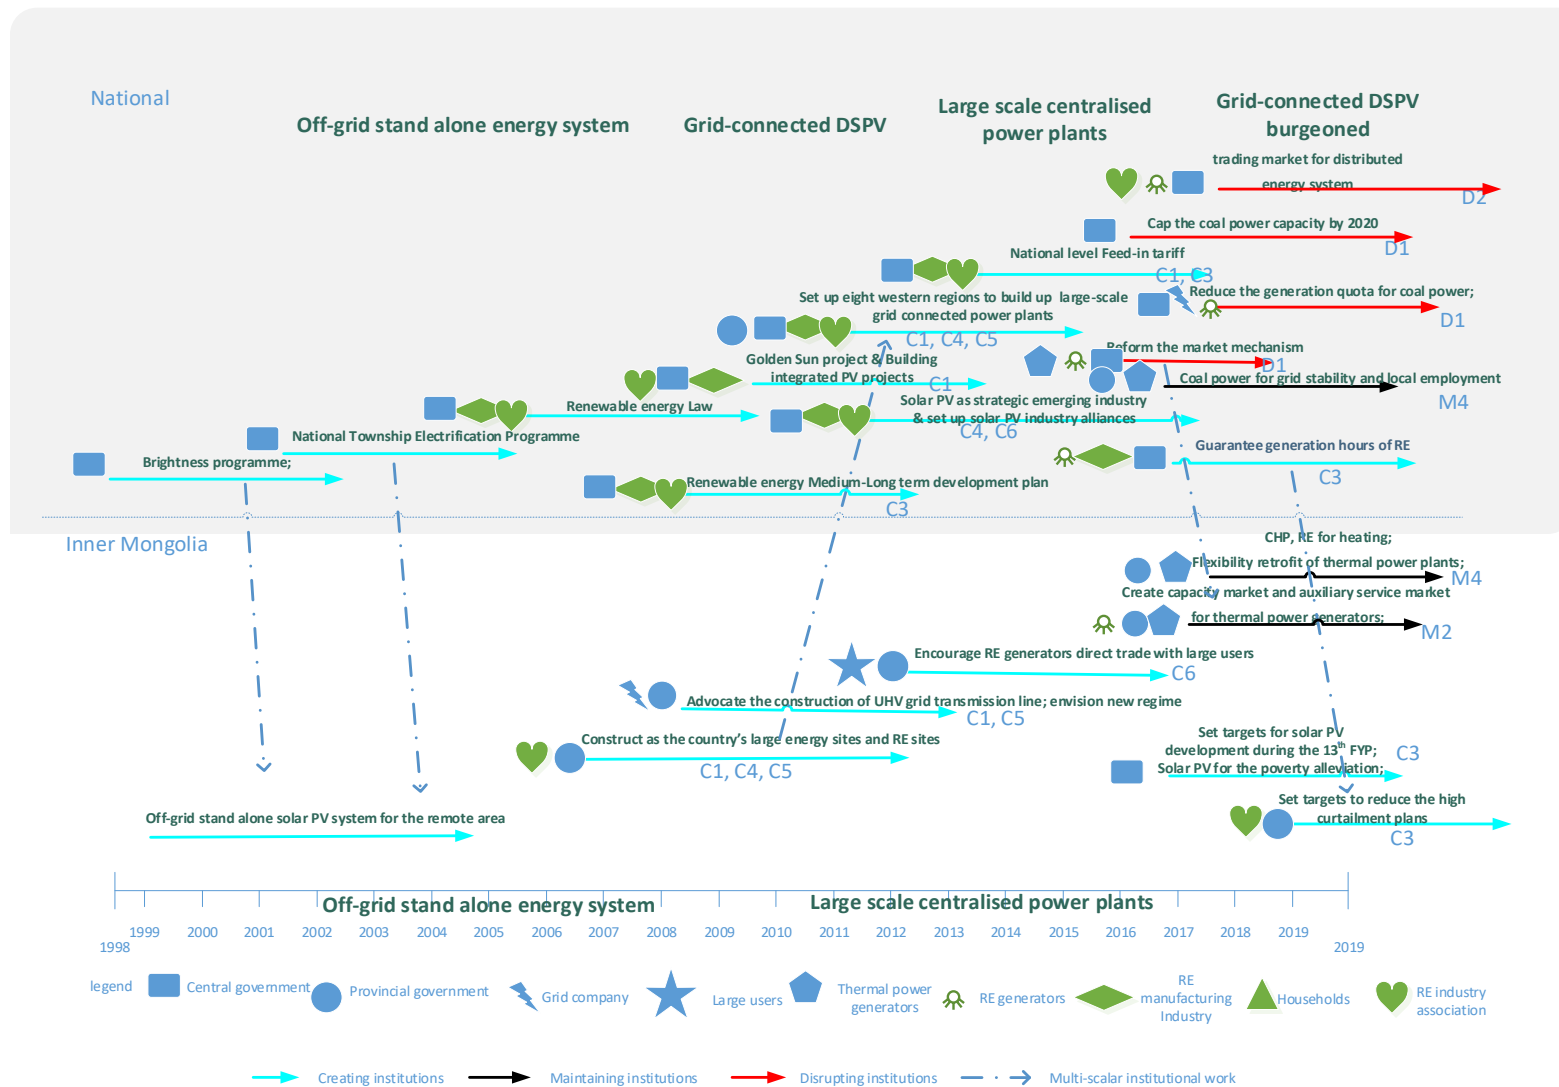 National
Off-grid stand alone energy system
Grid-connected DSPV
Large scale centralised
power plants
Grid-connected DSPV
burgeoned
trading market for distributed
energy system
D2
Cap the coal power capacity by 2020
D1
National level Feed-in tariff
C1, C3
Reduce the generation quota for coal power;
D1
Set up eight western regions to build up large-scale
grid connected power plants
C1, C4, C5
Reform the market mechanism
D1
Golden Sun project & Building
integrated PV projects
C1
Coal power for grid stability and local employment
M4
Solar PV as strategic emerging industry
& set up solar PV industry alliances
C4, C6
Renewable energy Law
National Township Electrification Programme
Guarantee generation hours of RE
C3
Brightness programme;
Renewable energy Medium-Long term development plan
C3
Inner Mongolia
CHP, RE for heating;
Flexibility retrofit of thermal power plants;
M4
Create capacity market and auxiliary service market
for thermal power generators;
M2
Encourage RE generators direct trade with large users
C6
Advocate the construction of UHV grid transmission line; envision new regime
C1, C5
Construct as the country's large energy sites and RE sites
C1, C4, C5
Set targets for solar PV
development during the 13th FYP;
Solar PV for the poverty alleviation;
C3
Set targets to reduce the high
curtailment plans
C3
Off-grid stand alone solar PV system for the remote area
Off-grid stand alone energy system
Large scale centralised power plants
1998 1999 2000 2001 2002 2003 2004 2005 2006 2007 2008 2009 2010 2011 2012 2013 2014 2015 2016 2017 2018 2019 2019
legend
Central government
Provincial government
Grid company
Large users
Thermal power
generators
RE generators
RE
manufacturing
Industry
Households
RE industry
association
Creating institutions
Maintaining institutions
Disrupting institutions
Multi-scalar institutional work